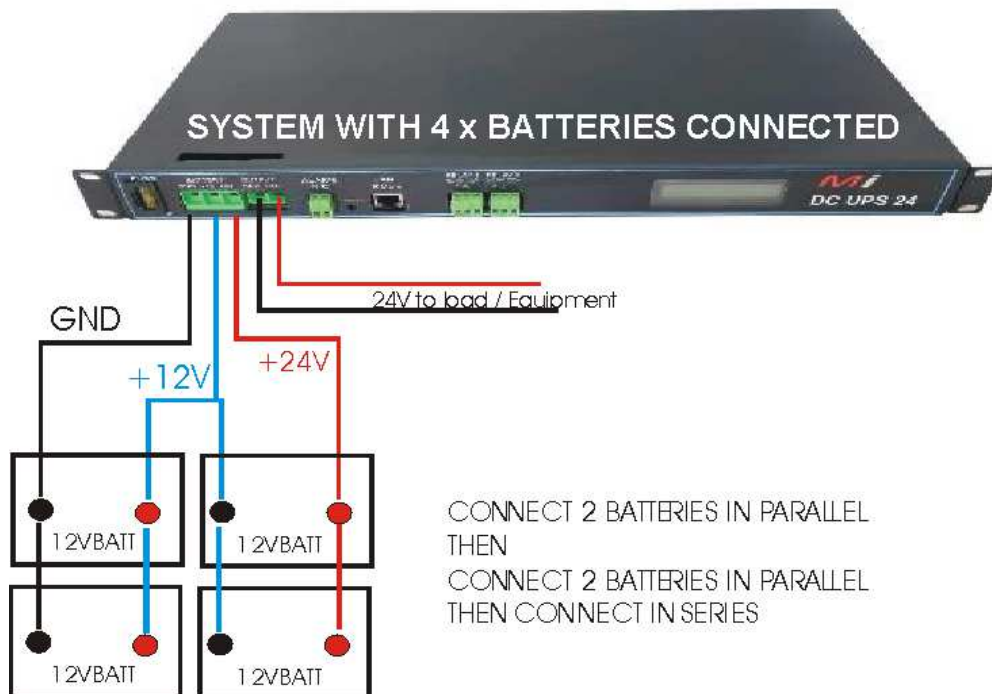 SYSTEM WITH 4 x BATTERIES CONNECTED
DC UPS 24
24V to load / Equipment
GND
+12V
+24V
12VBATT
12VBATT
CONNECT 2 BATTERIES IN PARALLEL
THEN
CONNECT 2 BATTERIES IN PARALLEL
THEN CONNECT IN SERIES
12VBATT
12VBATT